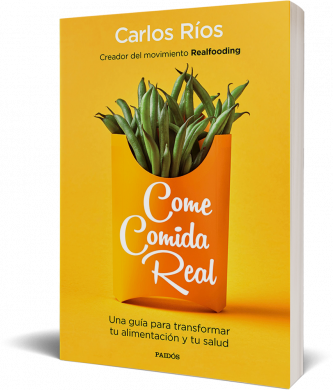 Carlos Ríos
Creador del movimiento Realfooding
Come
Comida
Real
Una guía para transformar
tu alimentación y tu salud
PAIDÓS